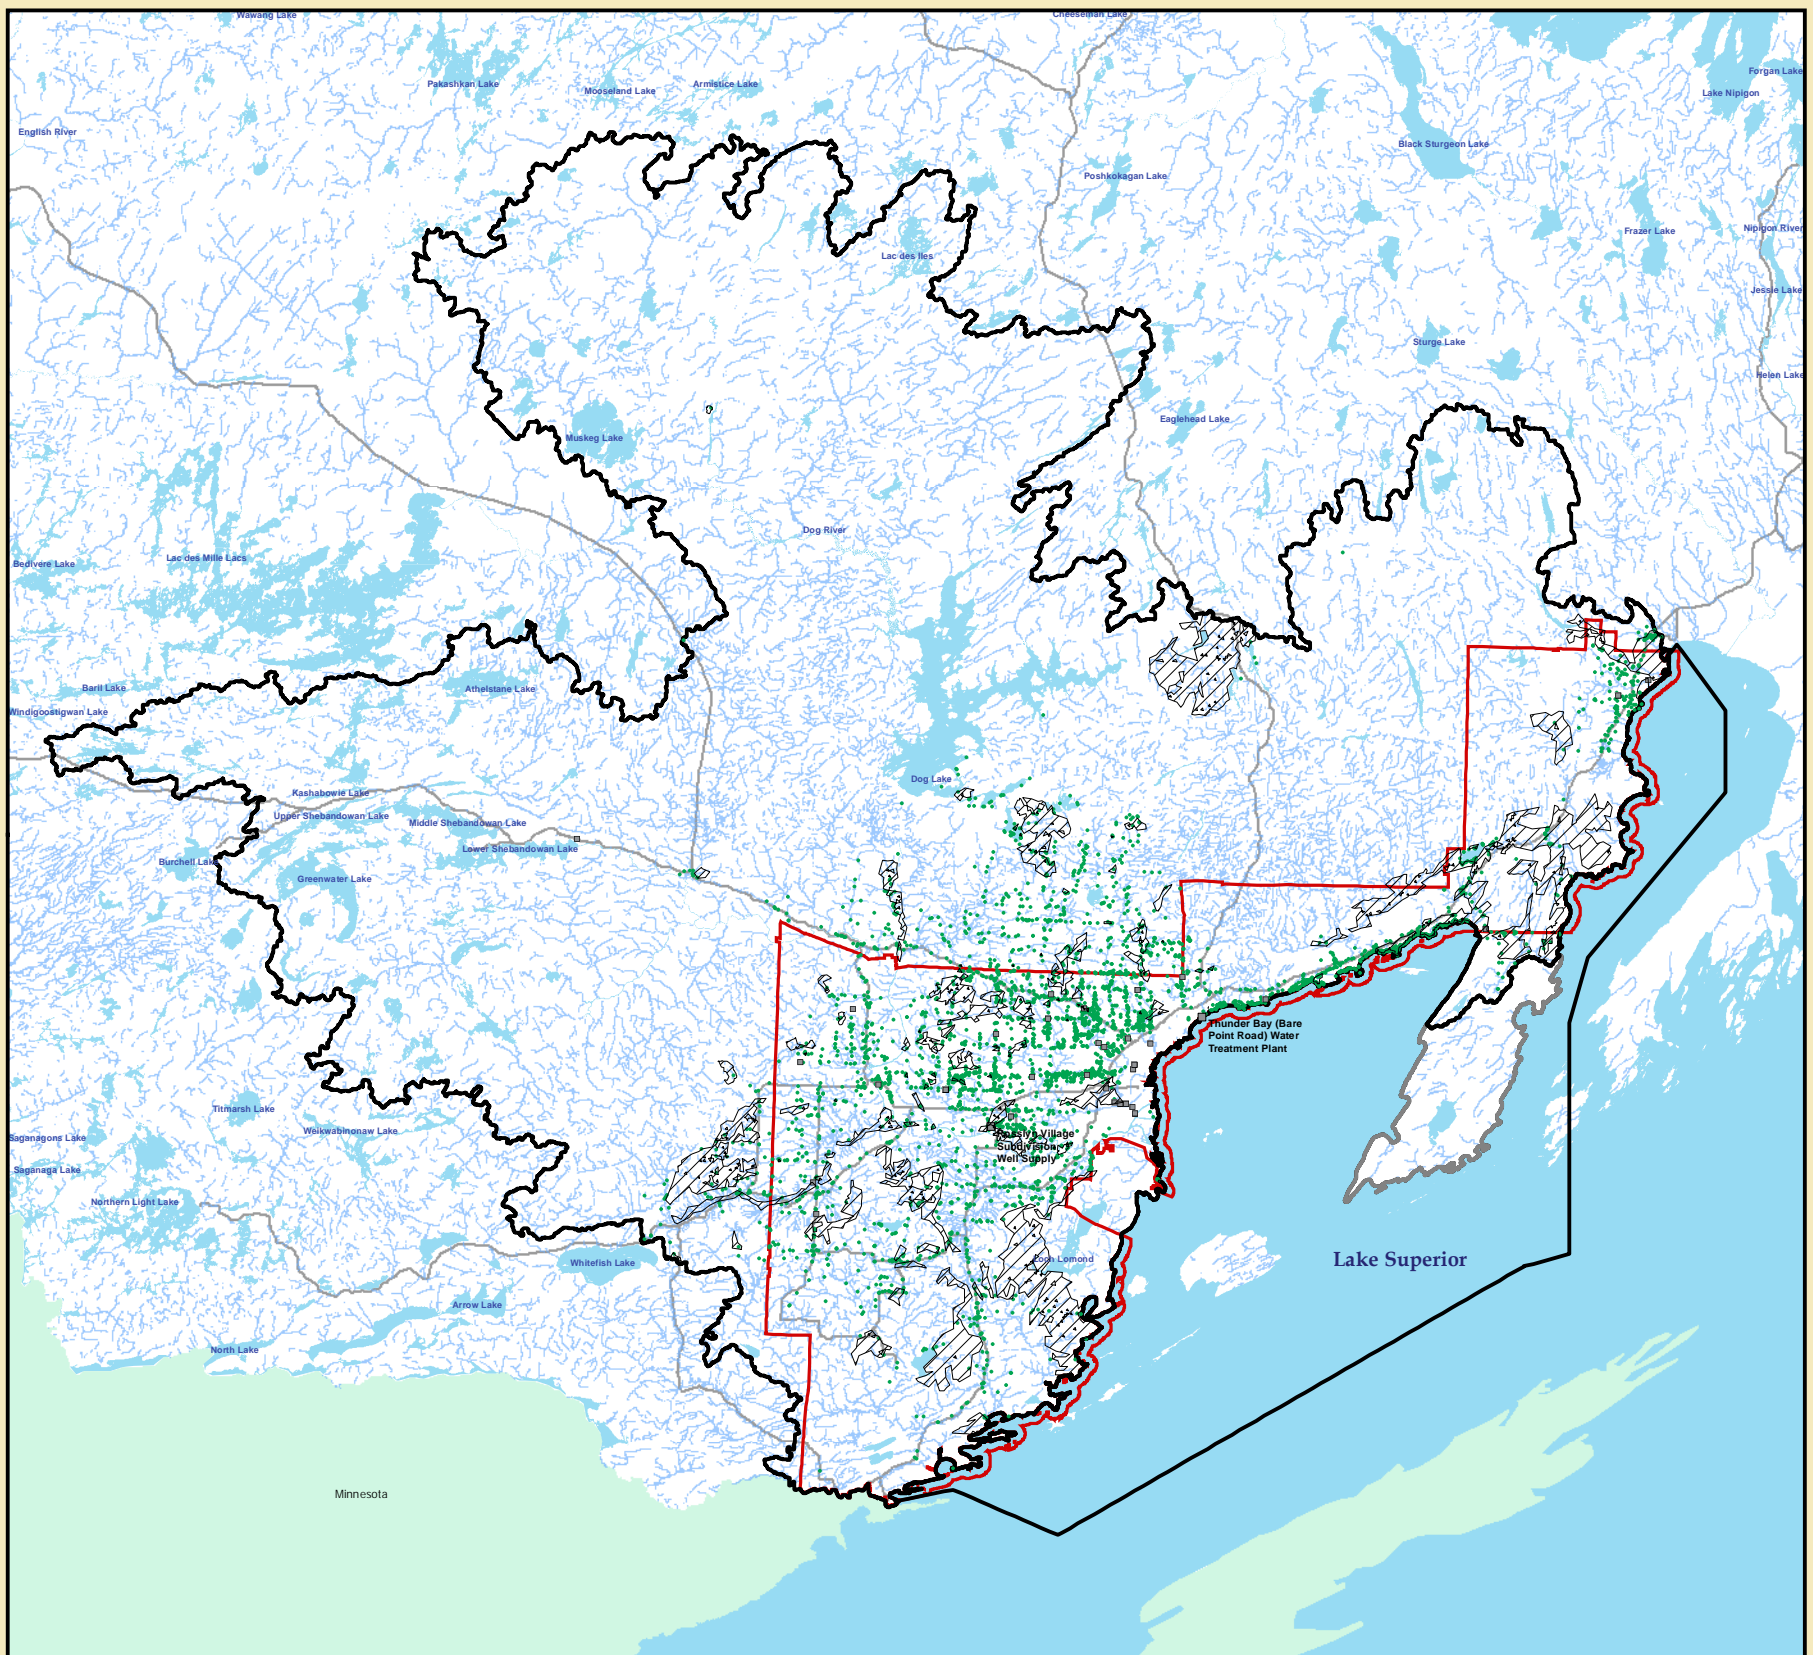 Wawang Lake
Cheeseman Lake
Pakashkan Lake
Mooseland Lake
Armistice Lake
Forgan Lake
Lake Nipigon
English River
Black Sturgeon Lake
Poshkokagan Lake
Frazer Lake
Nipigon River
Lac des Iles
Jessie Lake
Sturge Lake
Helen Lake
Eaglehead Lake
Muskeg Lake
Dog River
Lac des Mille Lacs
Bedivere Lake
Baril Lake
Athelstane Lake
Windigoostigwan Lake
Dog Lake
Kashabowie Lake
Upper Shebandowan Lake
Middle Shebandowan Lake
Lower Shebandowan Lake
Burchell Lake
Greenwater Lake
Thunder Bay (Bare
Point Road) Water
Treatment Plant
Titmarsh Lake
Weikwabinonaw Lake
Saganagons Lake
Rosslyn Village
Subdivision
Well Supply
Saganaga Lake
Northern Light Lake
Whitefish Lake
Loch Lomond
Lake Superior
Arrow Lake
North Lake
Minnesota